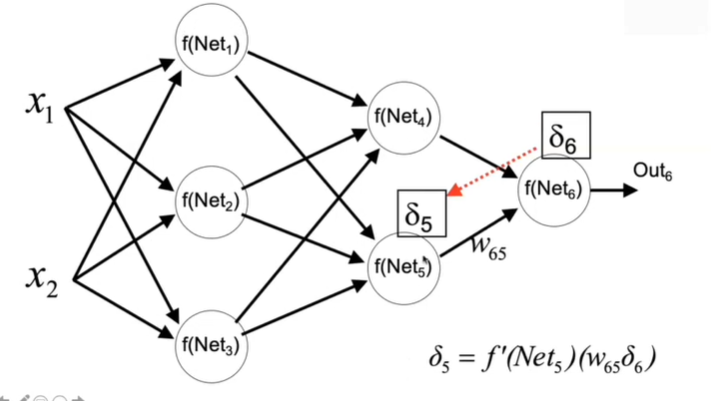 f(Net₁)
x₁
f(Net₄)
δ₆
Out₆
f(Net₂)
f(Net₆)
δ₅
w₆₅
f(Net₅)
x₂
f(Net₃)
δ₅ = f'(Net₅)(w₆₅δ₆)